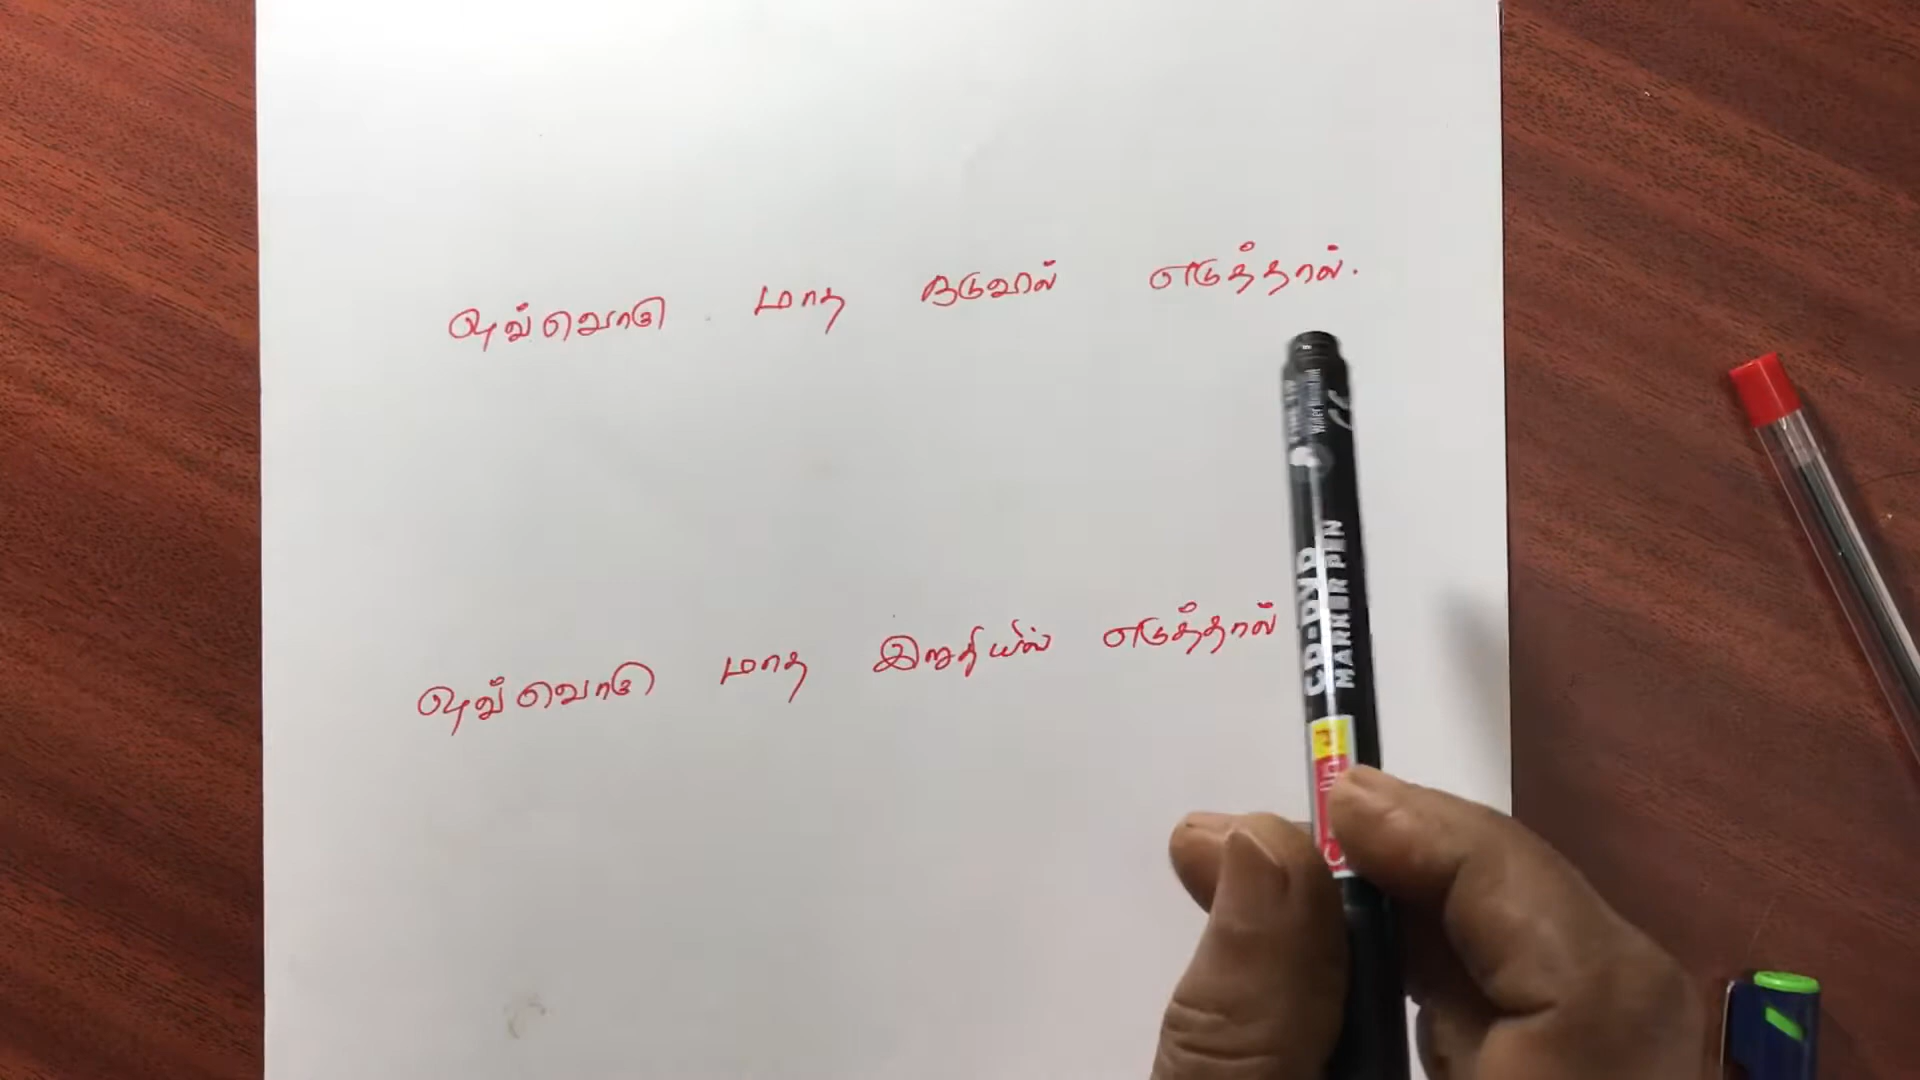 ஒவ்வொரு மாத நடுவால் எடுத்தால்.
ஒவ்வொரு மாத இறுதியில் எடுத்தால்
CD-DVD
MARKER PEN